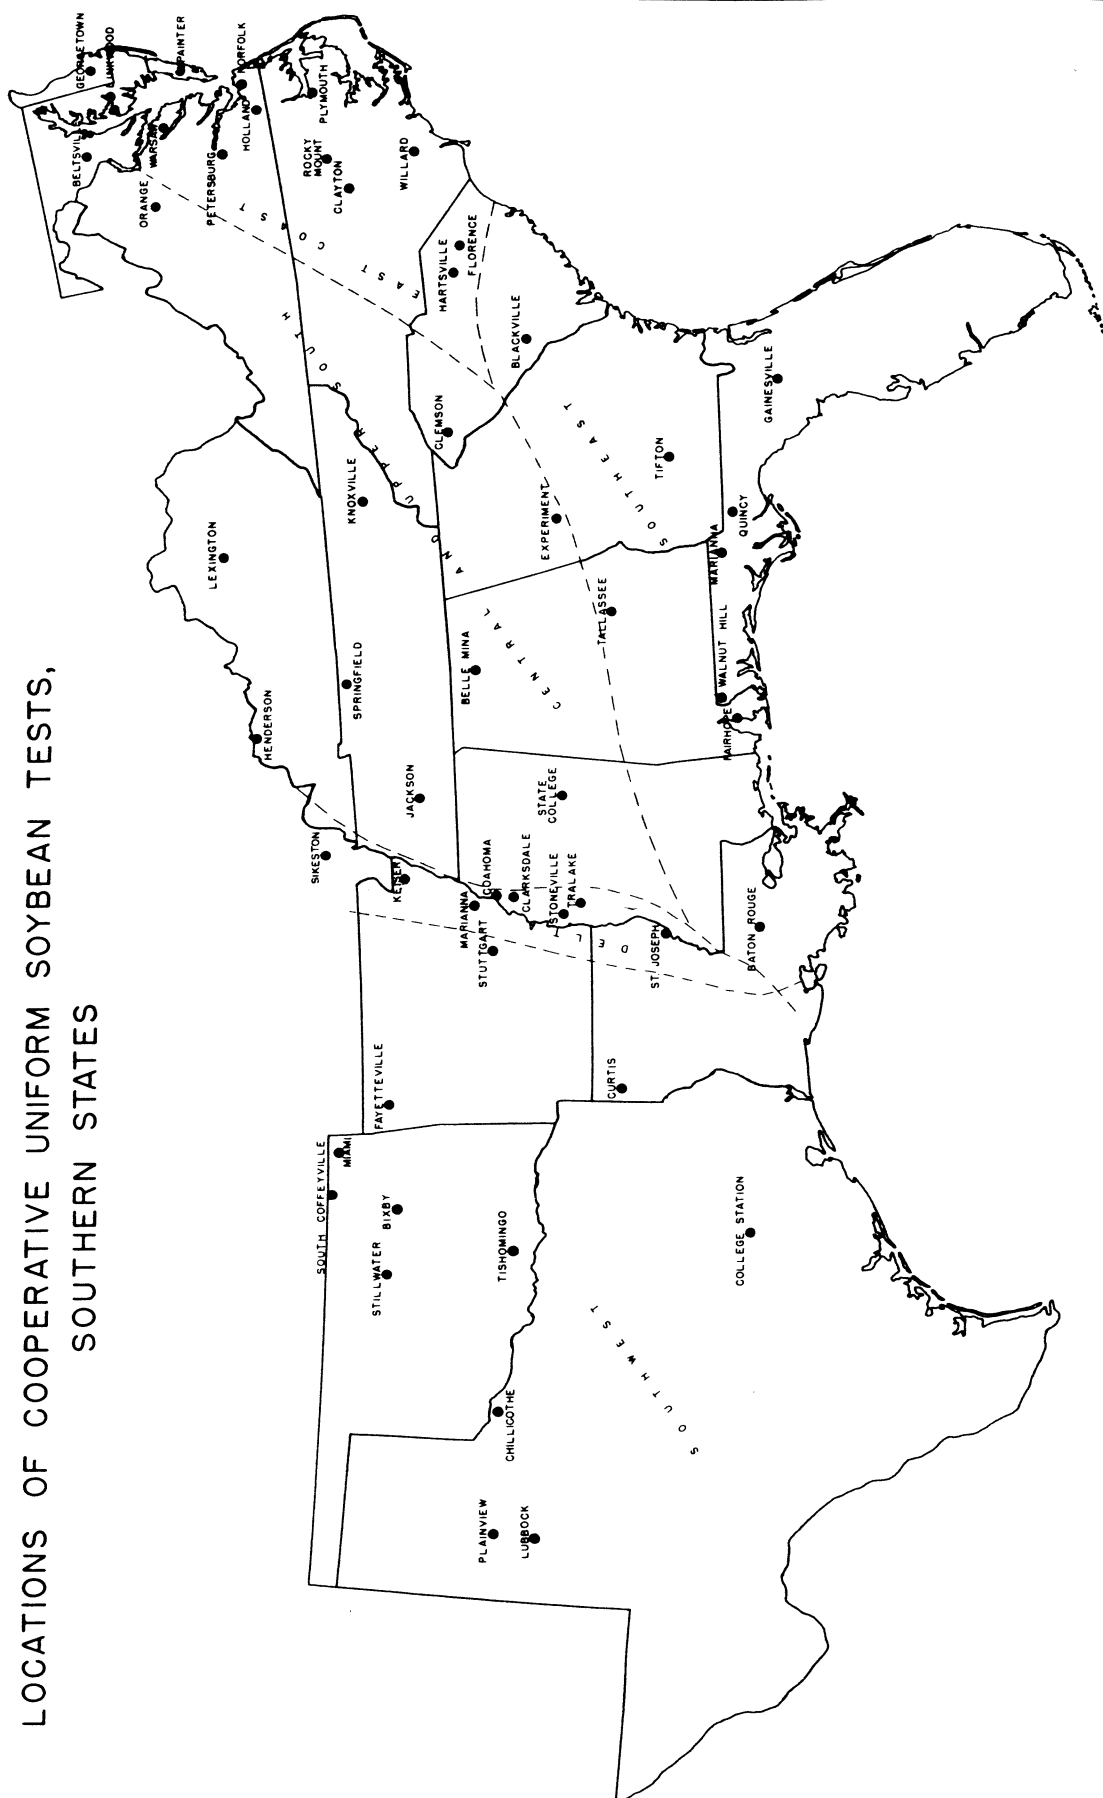 LOCATIONS OF COOPERATIVE UNIFORM SOYBEAN TESTS,
SOUTHERN STATES
GEORGETOWN
LINKWOOD
PAINTER
BELTSVILLE
WARSAW
NORFOLK
HOLLAND
ORANGE
PETERSBURG
PLYMOUTH
ROCKY
MOUNT
CLAYTON
WILLARD
UPPER SOUTH
EAST COAST
HARTSVILLE
FLORENCE
BLACKVILLE
CLEMSON
LEXINGTON
KNOXVILLE
HENDERSON
SPRINGFIELD
JACKSON
UPPER AND CENTRAL
SOUTHEAST
EXPERIMENT
TIFTON
GAINESVILLE
QUINCY
MARIANNA
TALLASSEE
BELLE MINA
WALNUT HILL
FAIRHOPE
STATE
COLLEGE
SIKESTON
KEISER
COAHOMA
CLARKSDALE
STONEVILLE
TRALAKE
MARIANNA
STUTTGART
DELTA
ST. JOSEPH
BATON ROUGE
CURTIS
FAYETTEVILLE
MIAMI
SOUTH COFFEYVILLE
BIXBY
STILLWATER
TISHOMINGO
COLLEGE STATION
SOUTHWEST
CHILLICOTHE
PLAINVIEW
LUBBOCK